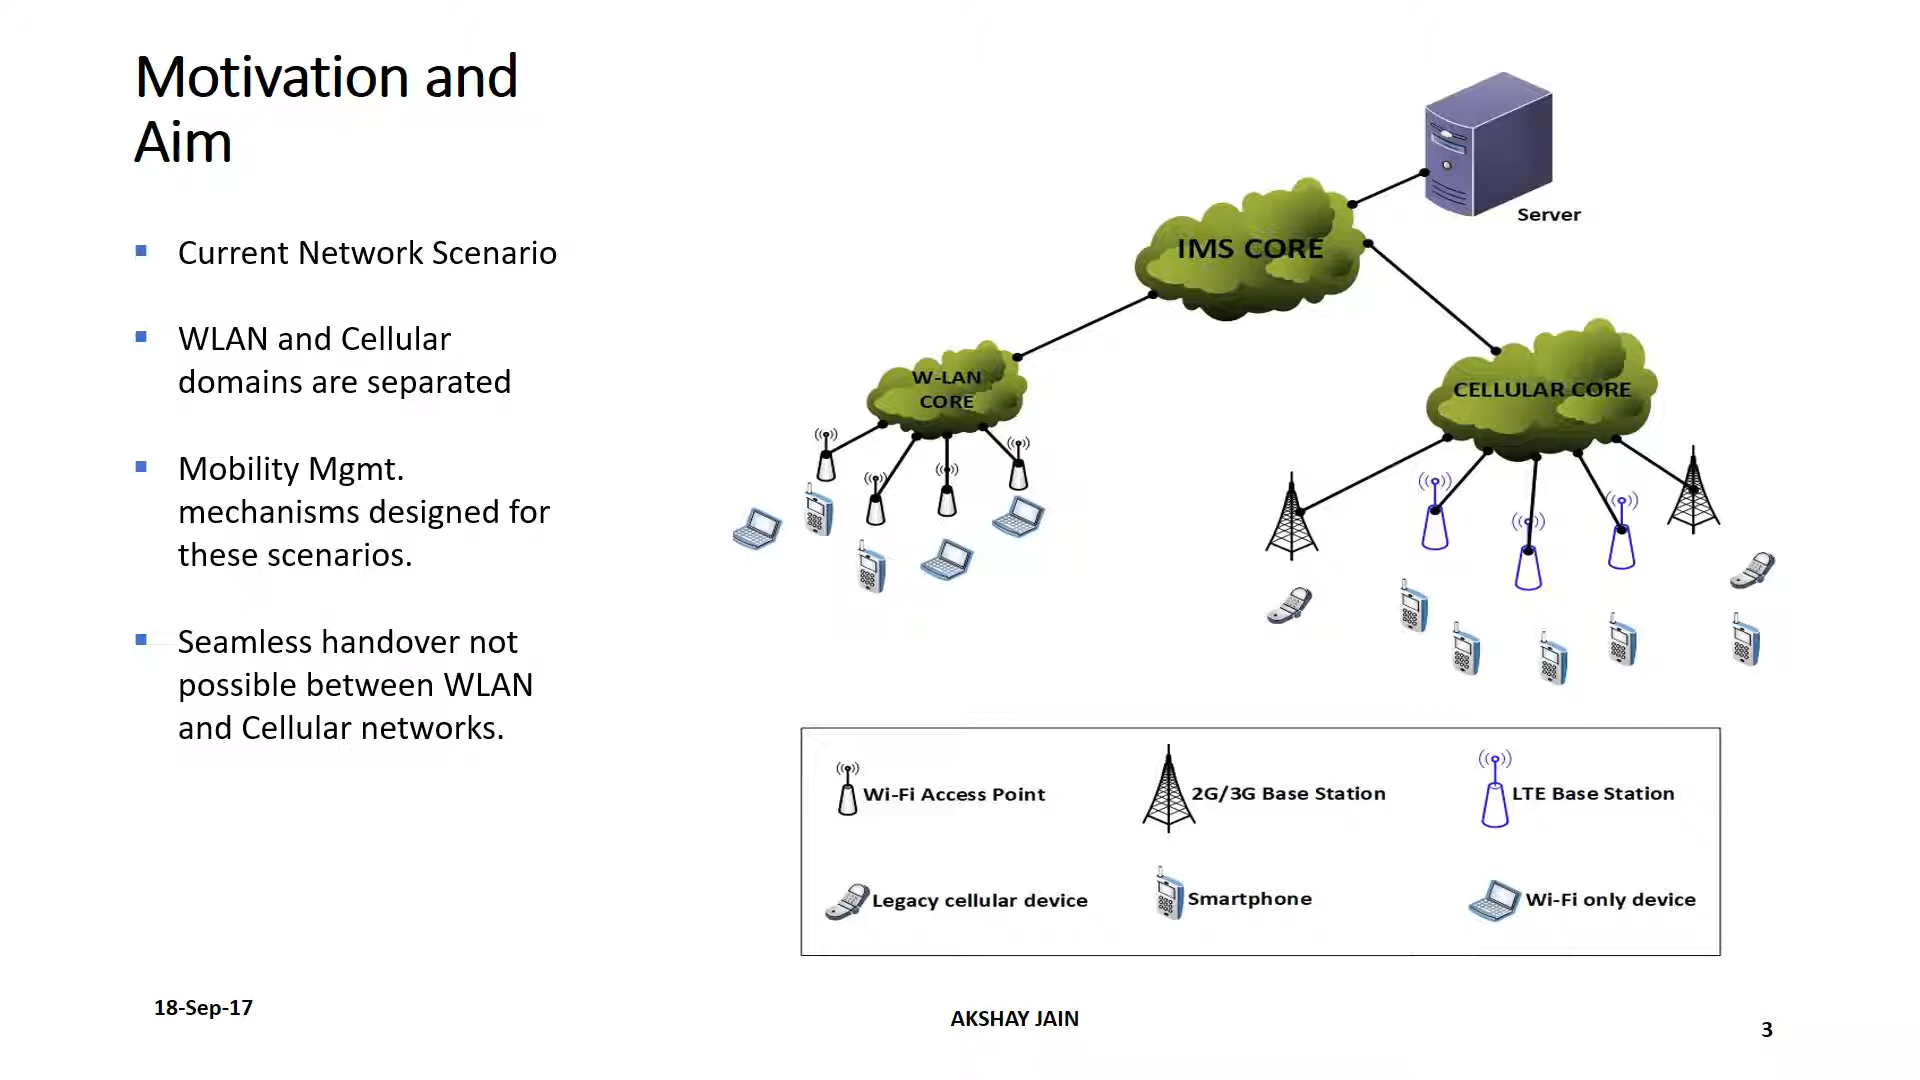 Motivation and
Aim
Current Network Scenario
WLAN and Cellular
domains are separated
Mobility Mgmt.
mechanisms designed for
these scenarios.
Seamless handover not
possible between WLAN
and Cellular networks.
Server
IMS CORE
W-LAN
CORE
CELLULAR CORE
Wi-Fi Access Point
2G/3G Base Station
LTE Base Station
Legacy cellular device
Smartphone
Wi-Fi only device
18-Sep-17
AKSHAY JAIN
3